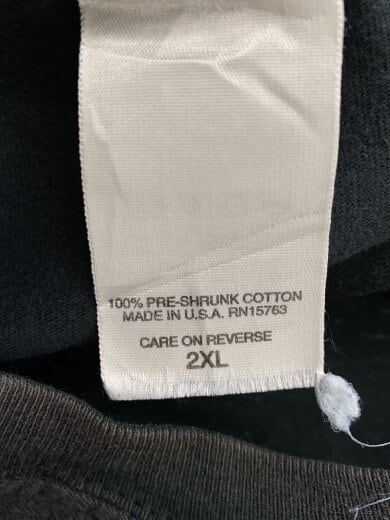 100% PRE-SHRUNK COTTON
MADE IN U.S.A. RN15763
CARE ON REVERSE
2XL